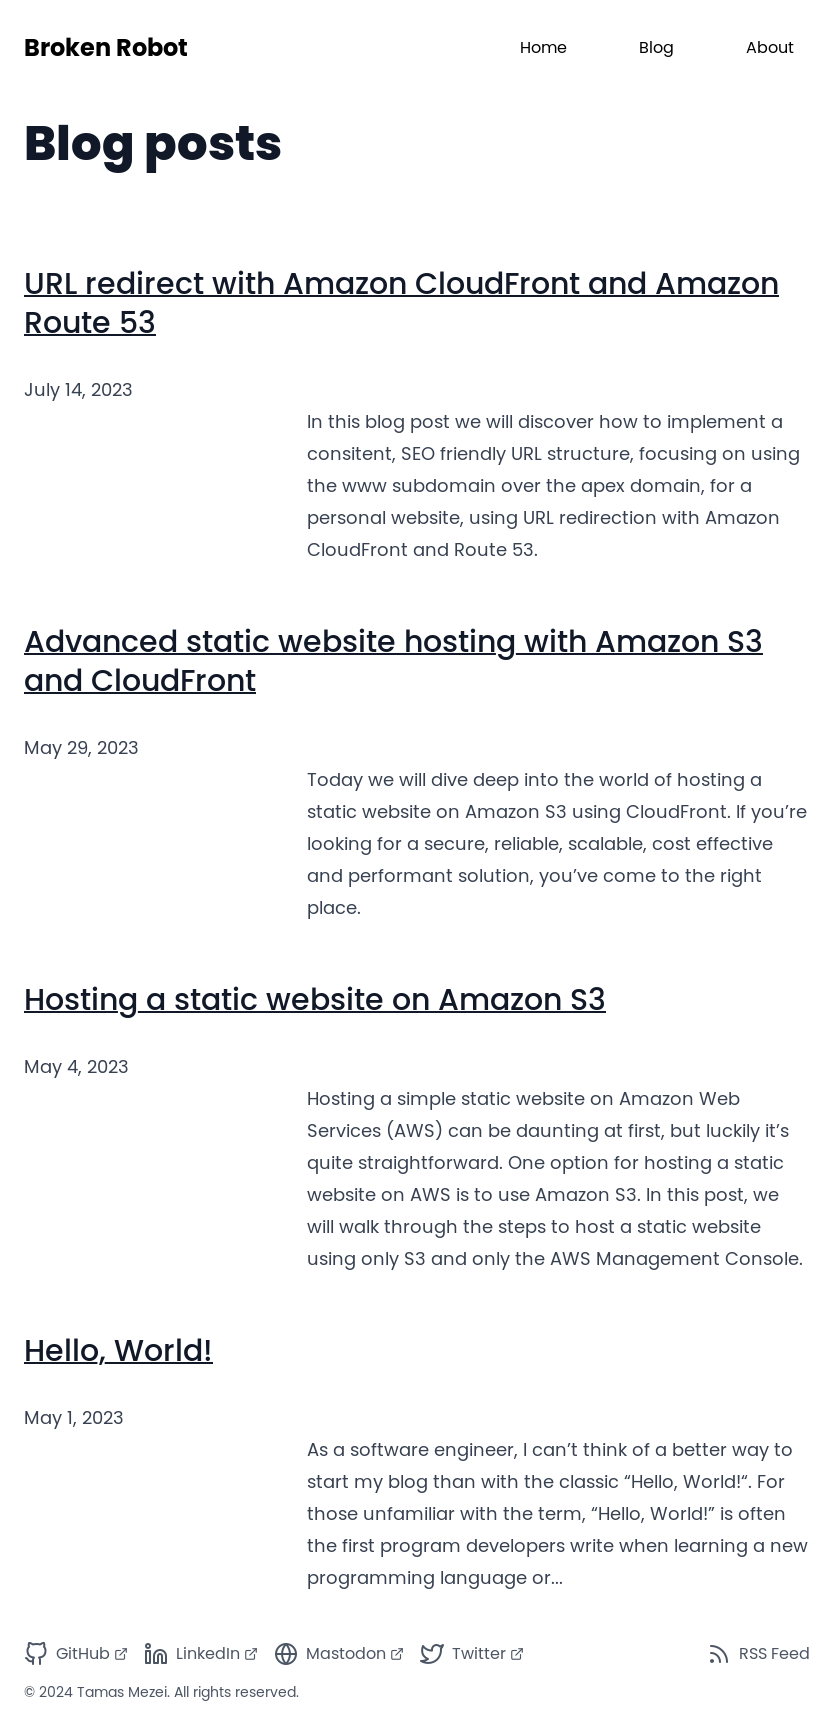 Broken Robot
Home
Blog
About
Blog posts
URL redirect with Amazon CloudFront and Amazon
Route 53
July 14, 2023
In this blog post we will discover how to implement a
consitent, SEO friendly URL structure, focusing on using
the www subdomain over the apex domain, for a
personal website, using URL redirection with Amazon
CloudFront and Route 53.
Advanced static website hosting with Amazon S3
and CloudFront
May 29, 2023
Today we will dive deep into the world of hosting a
static website on Amazon S3 using CloudFront. If you’re
looking for a secure, reliable, scalable, cost effective
and performant solution, you’ve come to the right
place.
Hosting a static website on Amazon S3
May 4, 2023
Hosting a simple static website on Amazon Web
Services (AWS) can be daunting at first, but luckily it’s
quite straightforward. One option for hosting a static
website on AWS is to use Amazon S3. In this post, we
will walk through the steps to host a static website
using only S3 and only the AWS Management Console.
Hello, World!
May 1, 2023
As a software engineer, I can’t think of a better way to
start my blog than with the classic “Hello, World!“. For
those unfamiliar with the term, “Hello, World!” is often
the first program developers write when learning a new
programming language or...
GitHub
LinkedIn
Mastodon
Twitter
RSS Feed
© 2024 Tamas Mezei. All rights reserved.